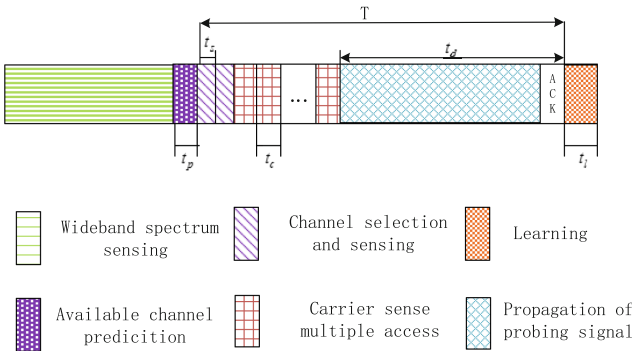 T
t_s
t_d
...
A
C
K
t_p
t_c
t_l
Wideband spectrum
sensing
Channel selection
and sensing
Learning
Available channel
predicition
Carrier sense
multiple access
Propagation of
probing signal